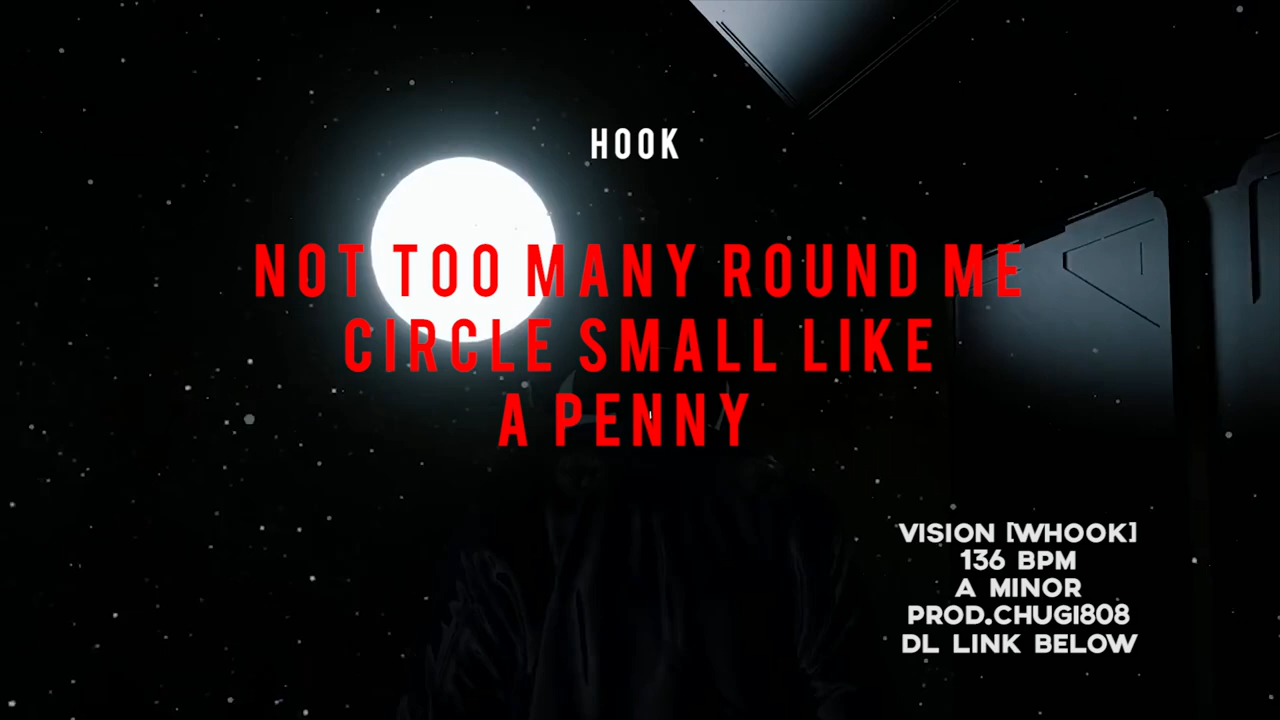 HOOK
NOT TOO MANY ROUND ME
CIRCLE SMALL LIKE
A PENNY
VISION [WHOOK]
136 BPM
A MINOR
PROD.CHUGI808
DL LINK BELOW